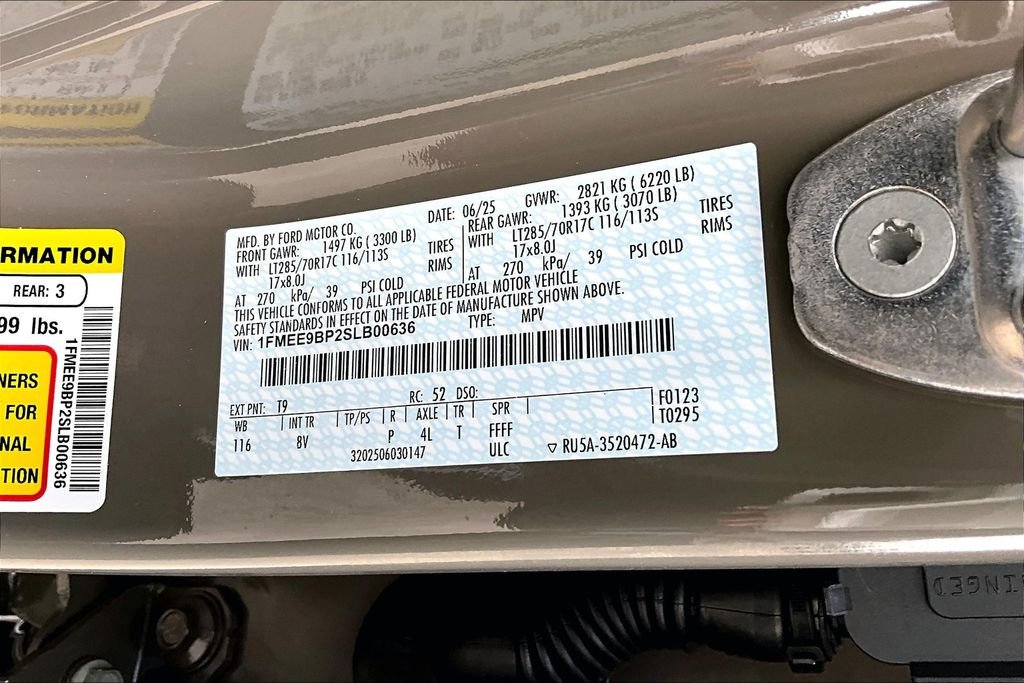 RMATION
REAR: 3
99 lbs.
NERS
FOR
NAL
TION
1FMEE9BP2SLB00636
MFD. BY FORD MOTOR CO.
DATE: 06/25 GVWR: 2821 KG ( 6220 LB)
FRONT GAWR: 1497 KG ( 3300 LB)
REAR GAWR: 1393 KG ( 3070 LB)
WITH LT285/70R17C 116/113S TIRES
WITH LT285/70R17C 116/113S TIRES
17x8.0J RIMS
17x8.0J RIMS
AT 270 kPa/ 39 PSI COLD
AT 270 kPa/ 39 PSI COLD
THIS VEHICLE CONFORMS TO ALL APPLICABLE FEDERAL MOTOR VEHICLE
SAFETY STANDARDS IN EFFECT ON THE DATE OF MANUFACTURE SHOWN ABOVE.
VIN: 1FMEE9BP2SLB00636 TYPE: MPV
EXT PNT: T9 RC: 52 DSO: F0123
WB INT TR TP/PS R AXLE TR SPR T0295
116 8V P 4L T FFFF
3202506030147 ULC ▽ RU5A-3520472-AB
INGED